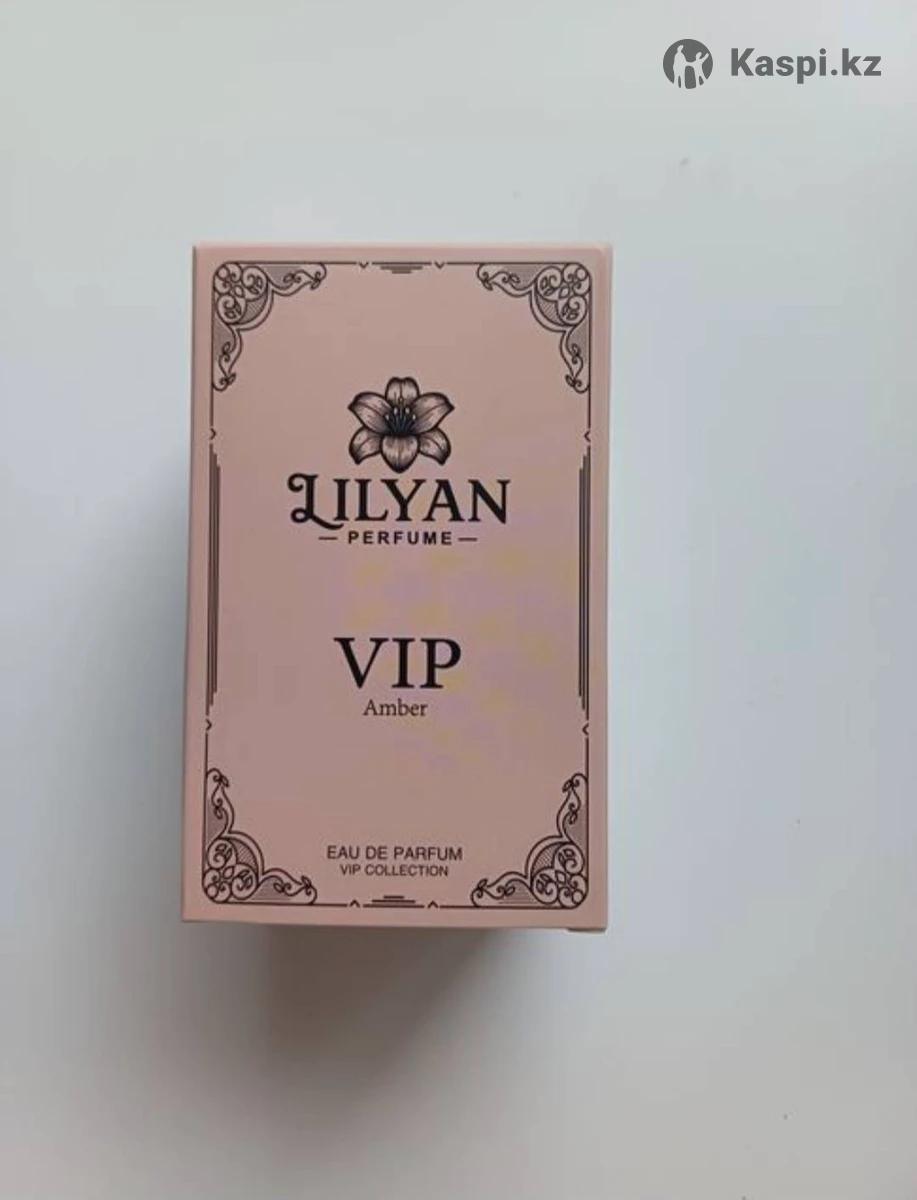 Kaspi.kz
LILYAN
PERFUME
VIP
Amber
EAU DE PARFUM
VIP COLLECTION